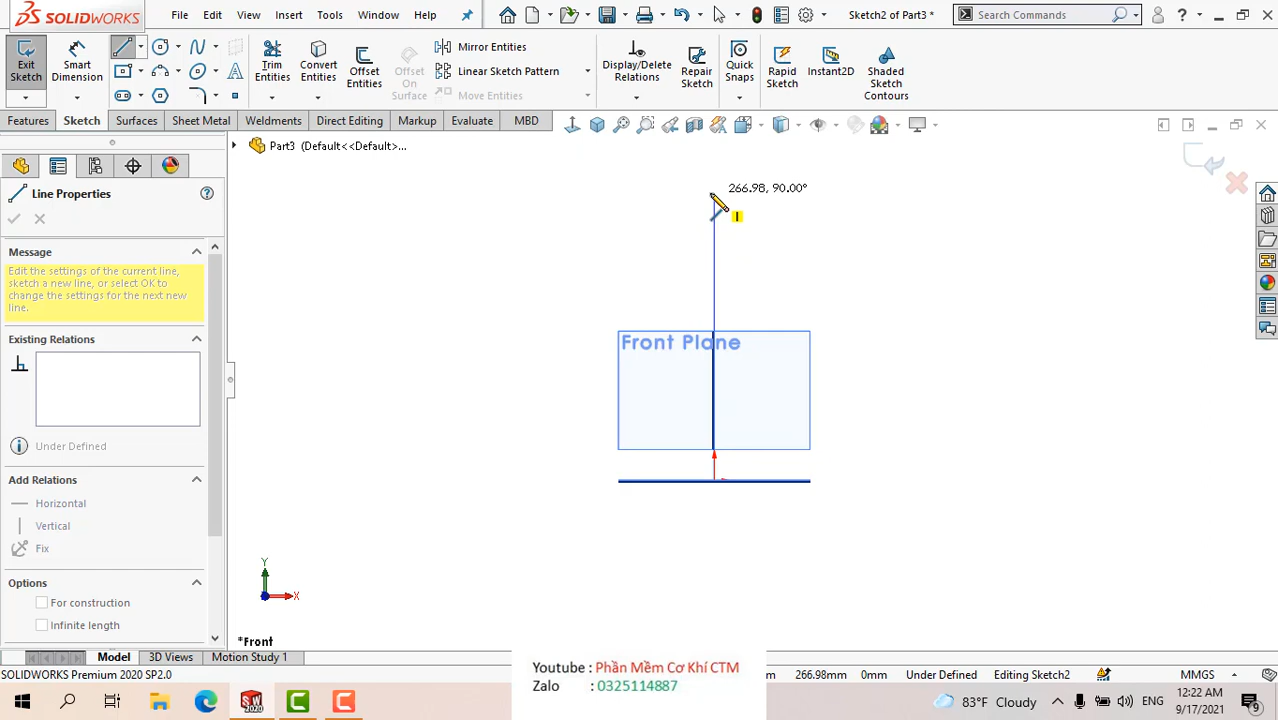 SOLIDWORKS
File Edit View Insert Tools Window Help
Sketch2 of Part3 *
Search Commands
Exit Sketch
Smart Dimension
Trim Entities
Convert Entities
Offset Entities
Offset On Surface
Mirror Entities
Linear Sketch Pattern
Move Entities
Display/Delete Relations
Repair Sketch
Quick Snaps
Rapid Sketch
Instant2D
Shaded Sketch Contours
Features Sketch Surfaces Sheet Metal Weldments Direct Editing Markup Evaluate MBD
Part3 (Default<<Default>...
Line Properties
Message
Edit the settings of the current line,
sketch a new line, or select OK to
change the settings for the next new
line.
Existing Relations
Under Defined
Add Relations
Horizontal
Vertical
Fix
Options
For construction
Infinite length
266.98, 90.00°
Front Plane
Y
X
*Front
Model 3D Views Motion Study 1
SOLIDWORKS Premium 2020 SP2.0
266.98mm 0mm Under Defined Editing Sketch2 MMGS
Youtube : Phần Mềm Cơ Khí CTM
Zalo : 0325114887
83°F Cloudy
ENG
12:22 AM
9/17/2021